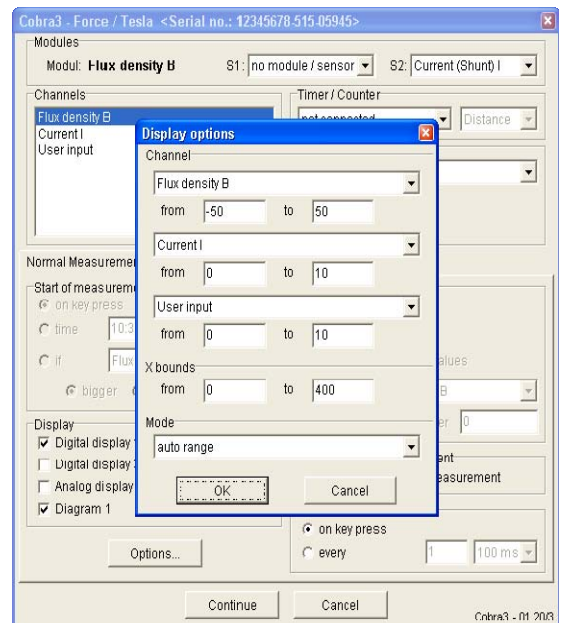 Cobra3 - Force / Tesla <Serial no.: 12345678-515-05945>
Modules
Modul: Flux density B S1: no module / sensor S2: Current (Shunt) I
Channels
Flux density B
Current I
User input
Timer / Counter
not connected Distance
Display options
Channel
Flux density B
from -50 to 50
Current I
from 0 to 10
User input
from 0 to 10
X bounds
from 0 to 400
Mode
auto range
OK Cancel
Normal Measureme
Start of measurem
on key press
time 10:3
if Flux
bigger
alues
B
er 0
Display
Digital display
Digital display
Analog display
Diagram 1
Options...
ent
easurement
on key press
every 1 100 ms
Continue Cancel
Cobra3 - 01.20/3